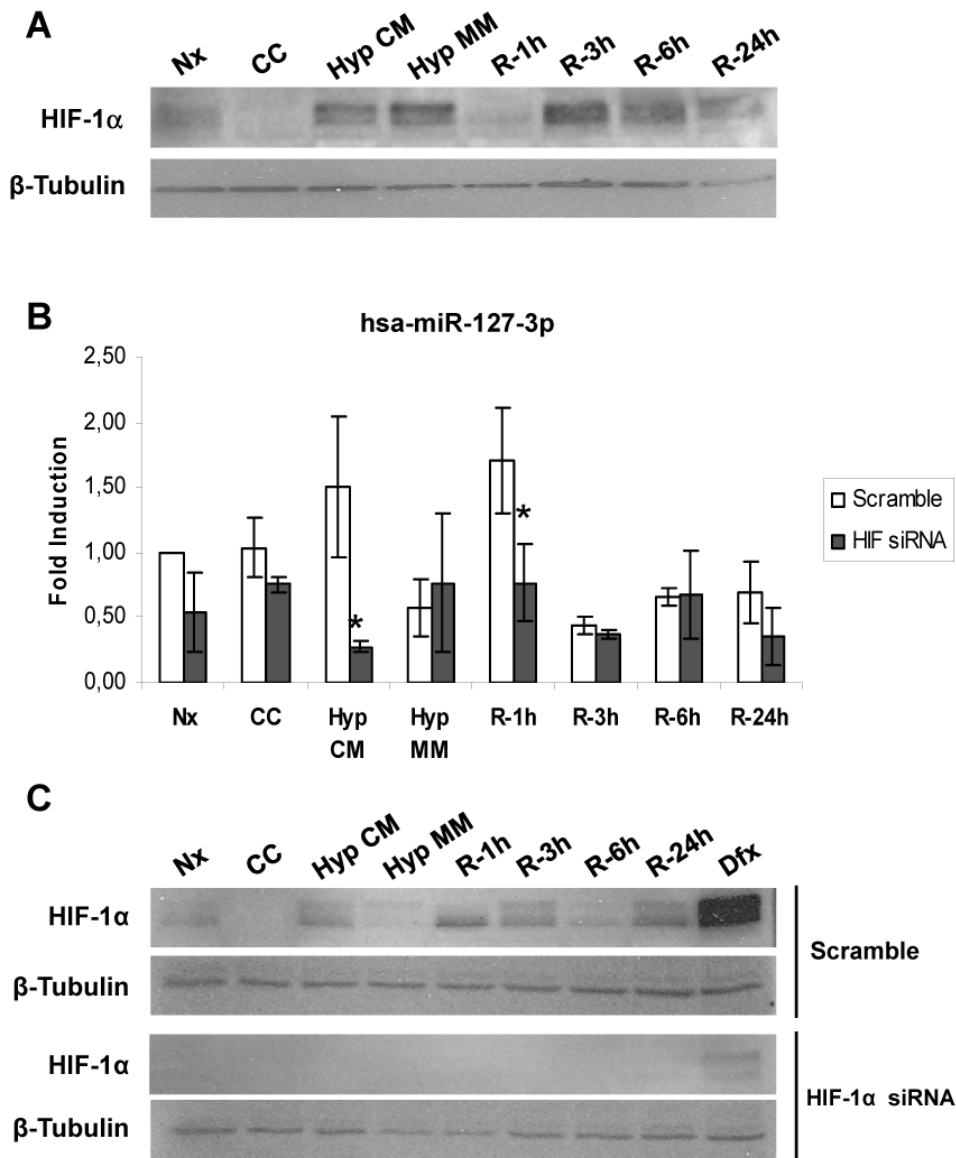 A
Nx CC Hyp CM Hyp MM R-1h R-3h R-6h R-24h
HIF-1α
β-Tubulin
B
hsa-miR-127-3p
Fold Induction
2,50
2,00
1,50
1,00
0,50
0,00
*
*
Nx CC Hyp CM Hyp MM R-1h R-3h R-6h R-24h
Scramble
HIF siRNA
C
Nx CC Hyp CM Hyp MM R-1h R-3h R-6h R-24h Dfx
HIF-1α
β-Tubulin
Scramble
HIF-1α
β-Tubulin
HIF-1α siRNA